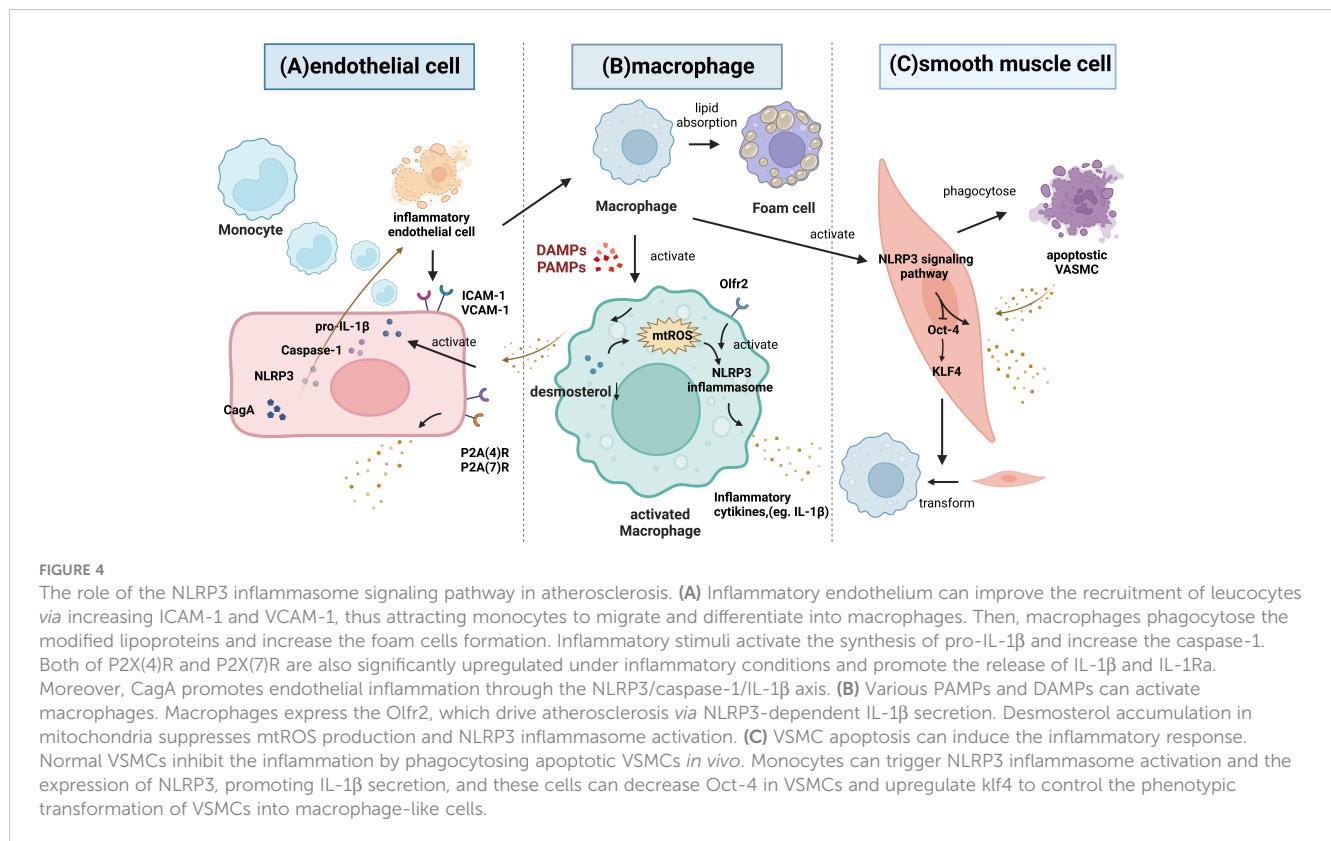 (A)endothelial cell
(B)macrophage
(C)smooth muscle cell
Monocyte
inflammatory
endothelial cell
ICAM-1
VCAM-1
pro-IL-1β
Caspase-1
NLRP3
CagA
activate
P2A(4)R
P2A(7)R
lipid
absorption
Macrophage
Foam cell
DAMPs
PAMPs
activate
Olfr2
mtROS
activate
desmosterol
NLRP3
inflammasome
Inflammatory
cytikines,(eg. IL-1β)
activated
Macrophage
activate
phagocytose
NLRP3 signaling
pathway
apoptostic
VASMC
Oct-4
KLF4
transform
FIGURE 4
The role of the NLRP3 inflammasome signaling pathway in atherosclerosis. (A) Inflammatory endothelium can improve the recruitment of leucocytes
via increasing ICAM-1 and VCAM-1, thus attracting monocytes to migrate and differentiate into macrophages. Then, macrophages phagocytose the
modified lipoproteins and increase the foam cells formation. Inflammatory stimuli activate the synthesis of pro-IL-1β and increase the caspase-1.
Both of P2X(4)R and P2X(7)R are also significantly upregulated under inflammatory conditions and promote the release of IL-1β and IL-1Ra.
Moreover, CagA promotes endothelial inflammation through the NLRP3/caspase-1/IL-1β axis. (B) Various PAMPs and DAMPs can activate
macrophages. Macrophages express the Olfr2, which drive atherosclerosis via NLRP3-dependent IL-1β secretion. Desmosterol accumulation in
mitochondria suppresses mtROS production and NLRP3 inflammasome activation. (C) VSMC apoptosis can induce the inflammatory response.
Normal VSMCs inhibit the inflammation by phagocytosing apoptotic VSMCs in vivo. Monocytes can trigger NLRP3 inflammasome activation and the
expression of NLRP3, promoting IL-1β secretion, and these cells can decrease Oct-4 in VSMCs and upregulate klf4 to control the phenotypic
transformation of VSMCs into macrophage-like cells.